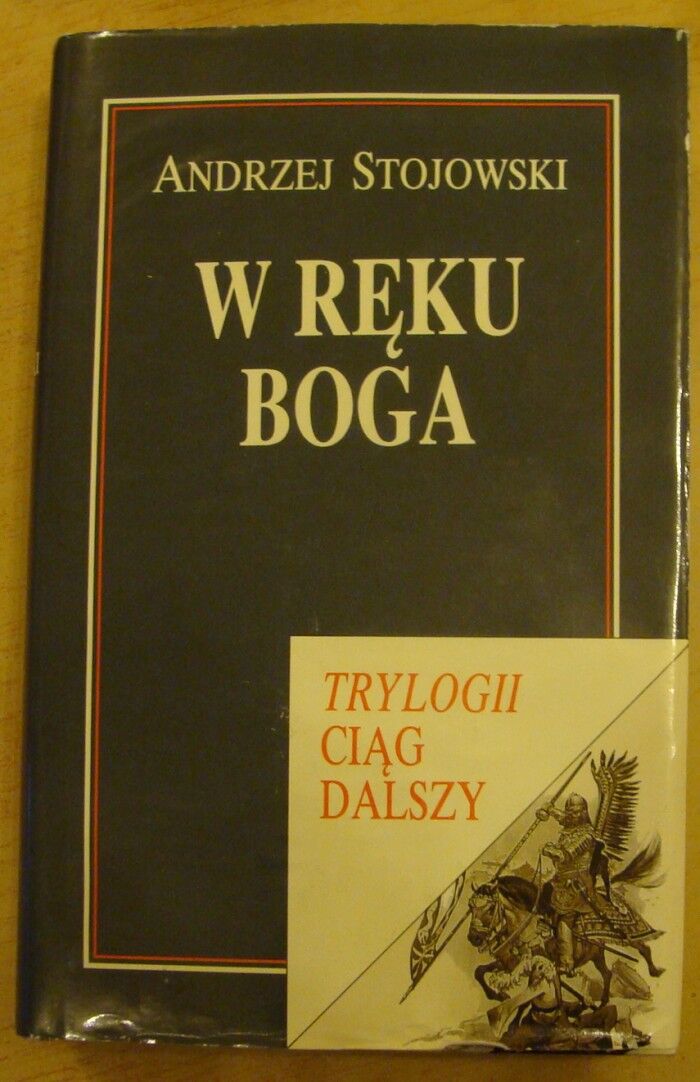 ANDRZEJ STOJOWSKI
W RĘKU
BOGA
TRYLOGII
CIĄG
DALSZY